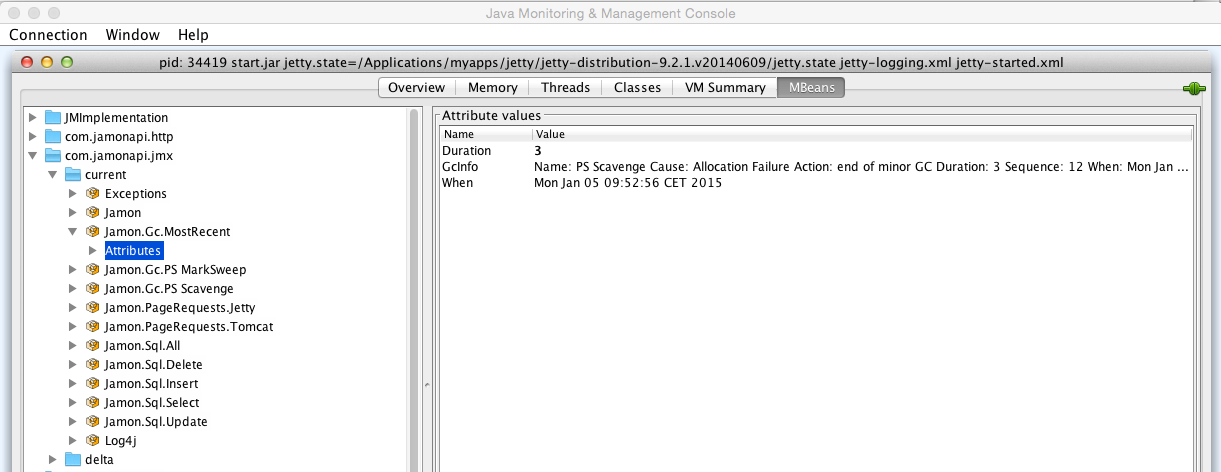 Java Monitoring & Management Console
Connection Window Help
pid: 34419 start.jar jetty.state=/Applications/myapps/jetty/jetty-distribution-9.2.1.v20140609/jetty.state jetty-logging.xml jetty-started.xml
Overview Memory Threads Classes VM Summary MBeans
JMImplementation
com.jamonapi.http
com.jamonapi.jmx
current
Exceptions
Jamon
Jamon.Gc.MostRecent
Attributes
Jamon.Gc.PS MarkSweep
Jamon.Gc.PS Scavenge
Jamon.PageRequests.Jetty
Jamon.PageRequests.Tomcat
Jamon.Sql.All
Jamon.Sql.Delete
Jamon.Sql.Insert
Jamon.Sql.Select
Jamon.Sql.Update
Log4j
delta
Attribute values
Name Value
Duration 3
GcInfo Name: PS Scavenge Cause: Allocation Failure Action: end of minor GC Duration: 3 Sequence: 12 When: Mon Jan ...
When Mon Jan 05 09:52:56 CET 2015